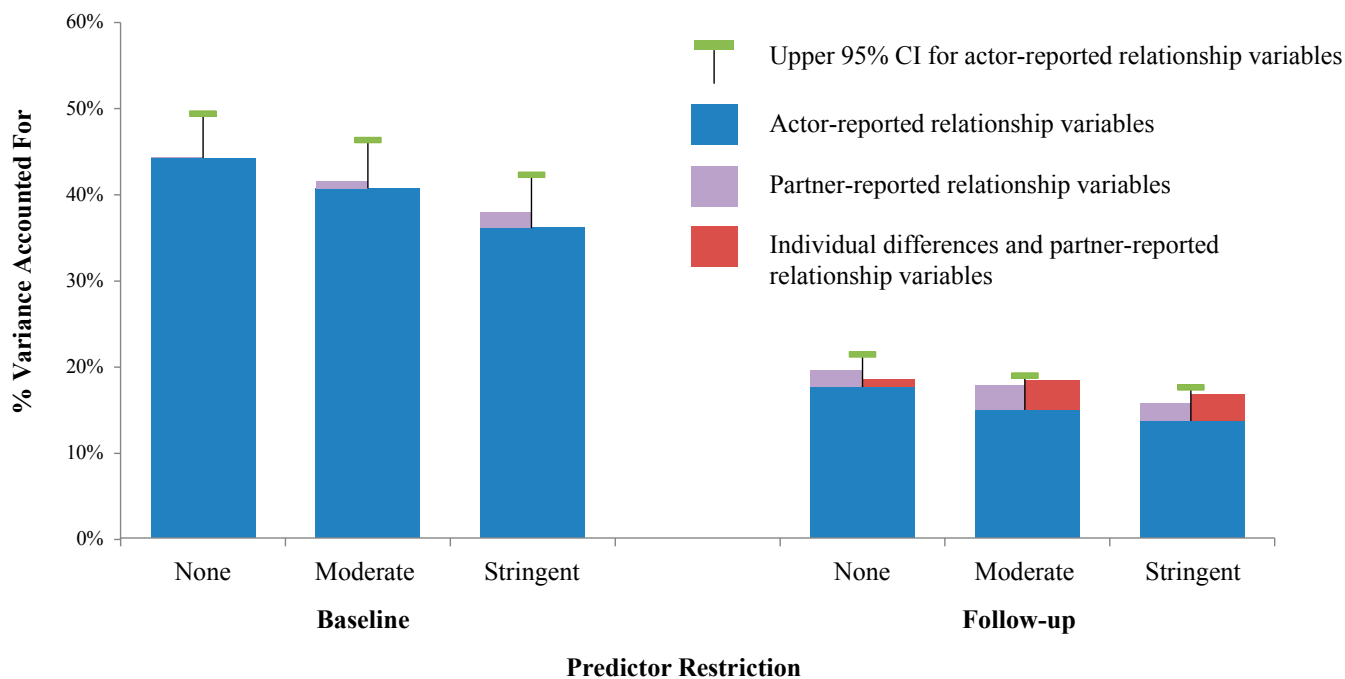 60%
50%
40%
30%
20%
10%
0%
% Variance Accounted For
Upper 95% CI for actor-reported relationship variables
Actor-reported relationship variables
Partner-reported relationship variables
Individual differences and partner-reported
relationship variables
None Moderate Stringent None Moderate Stringent
Baseline Follow-up
Predictor Restriction